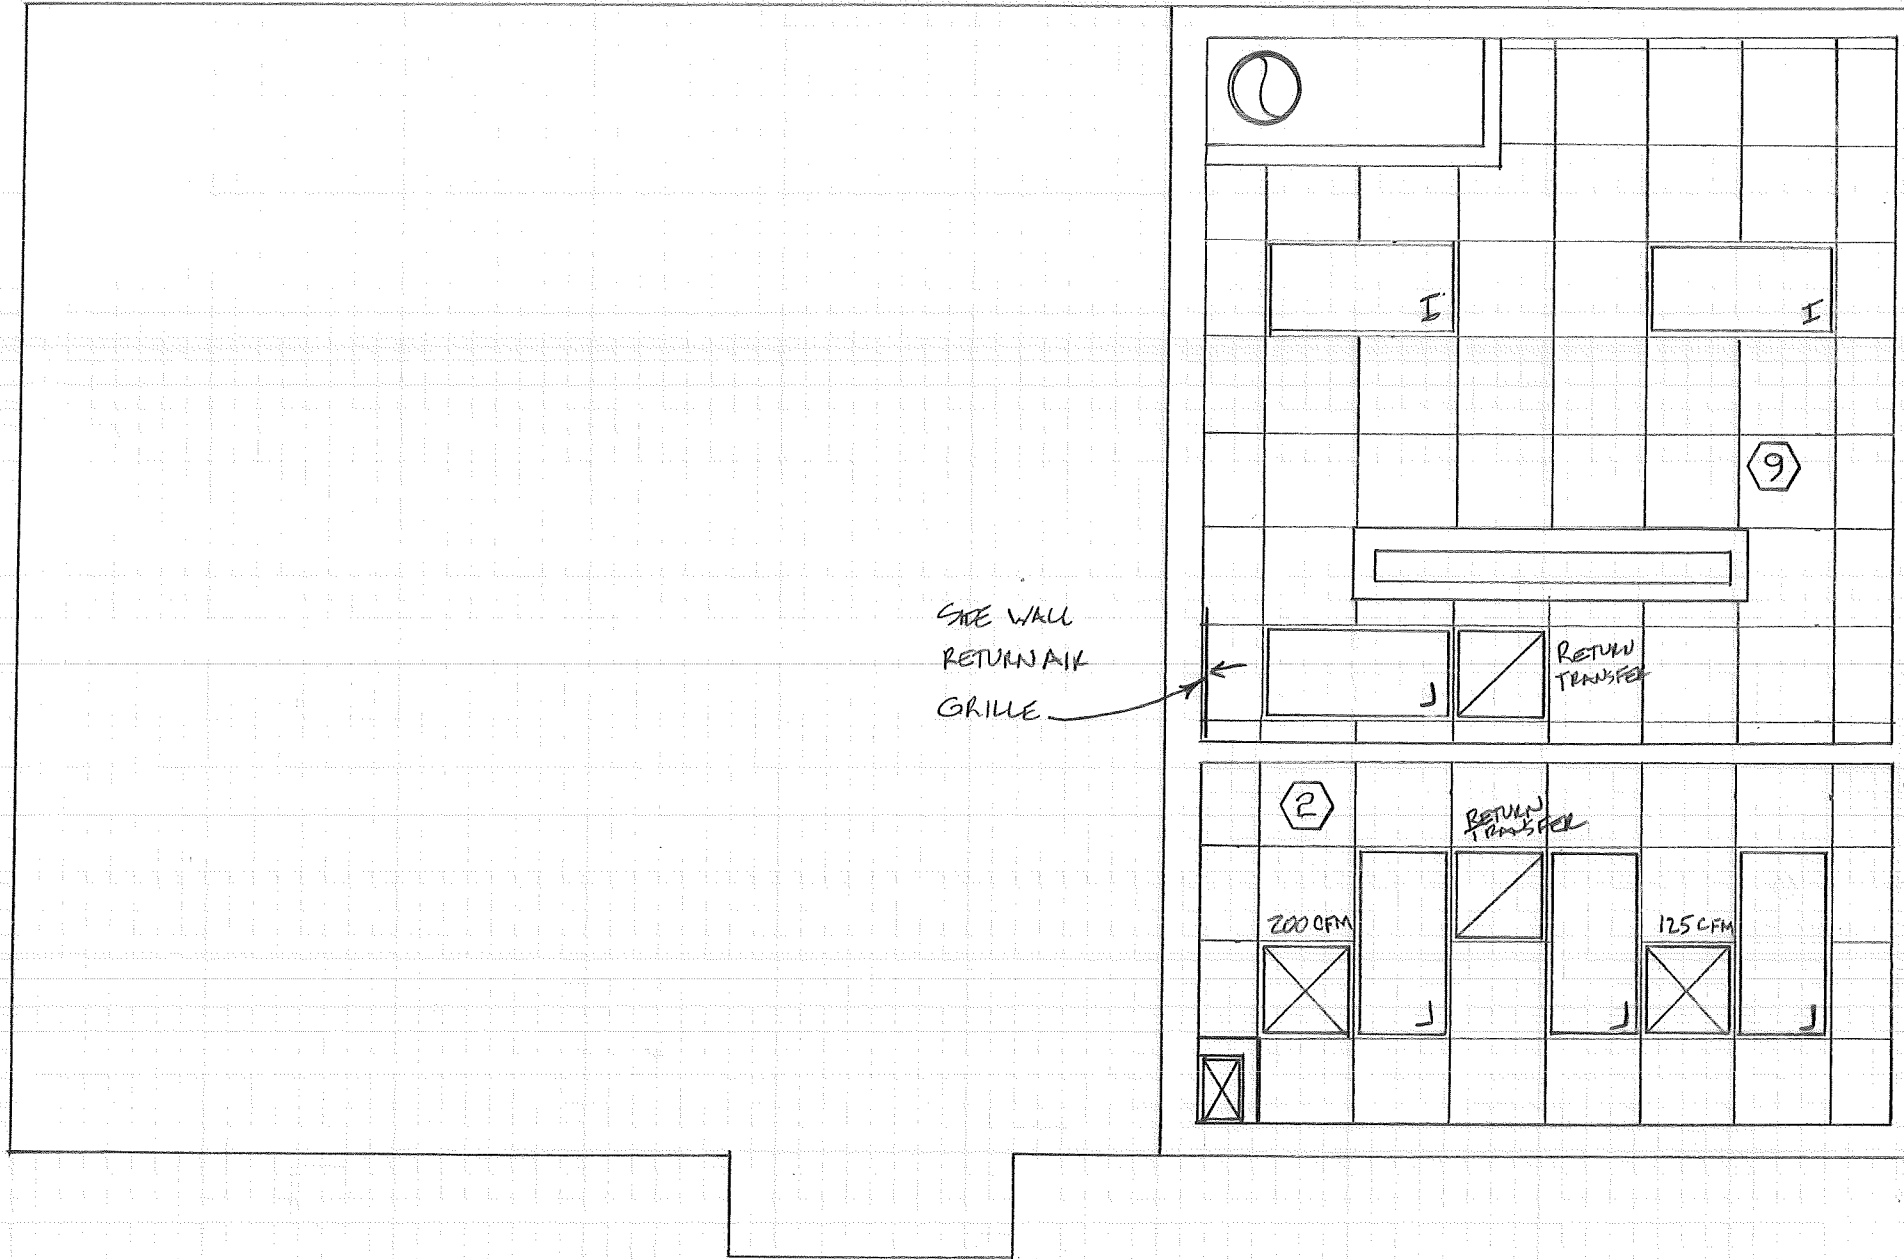 I
I
9
SIDE WALL
RETURN AIR
GRILLE
J
RETURN
TRANSFER
2
RETURN
TRANSFER
200 CFM
125 CFM
J
J
J